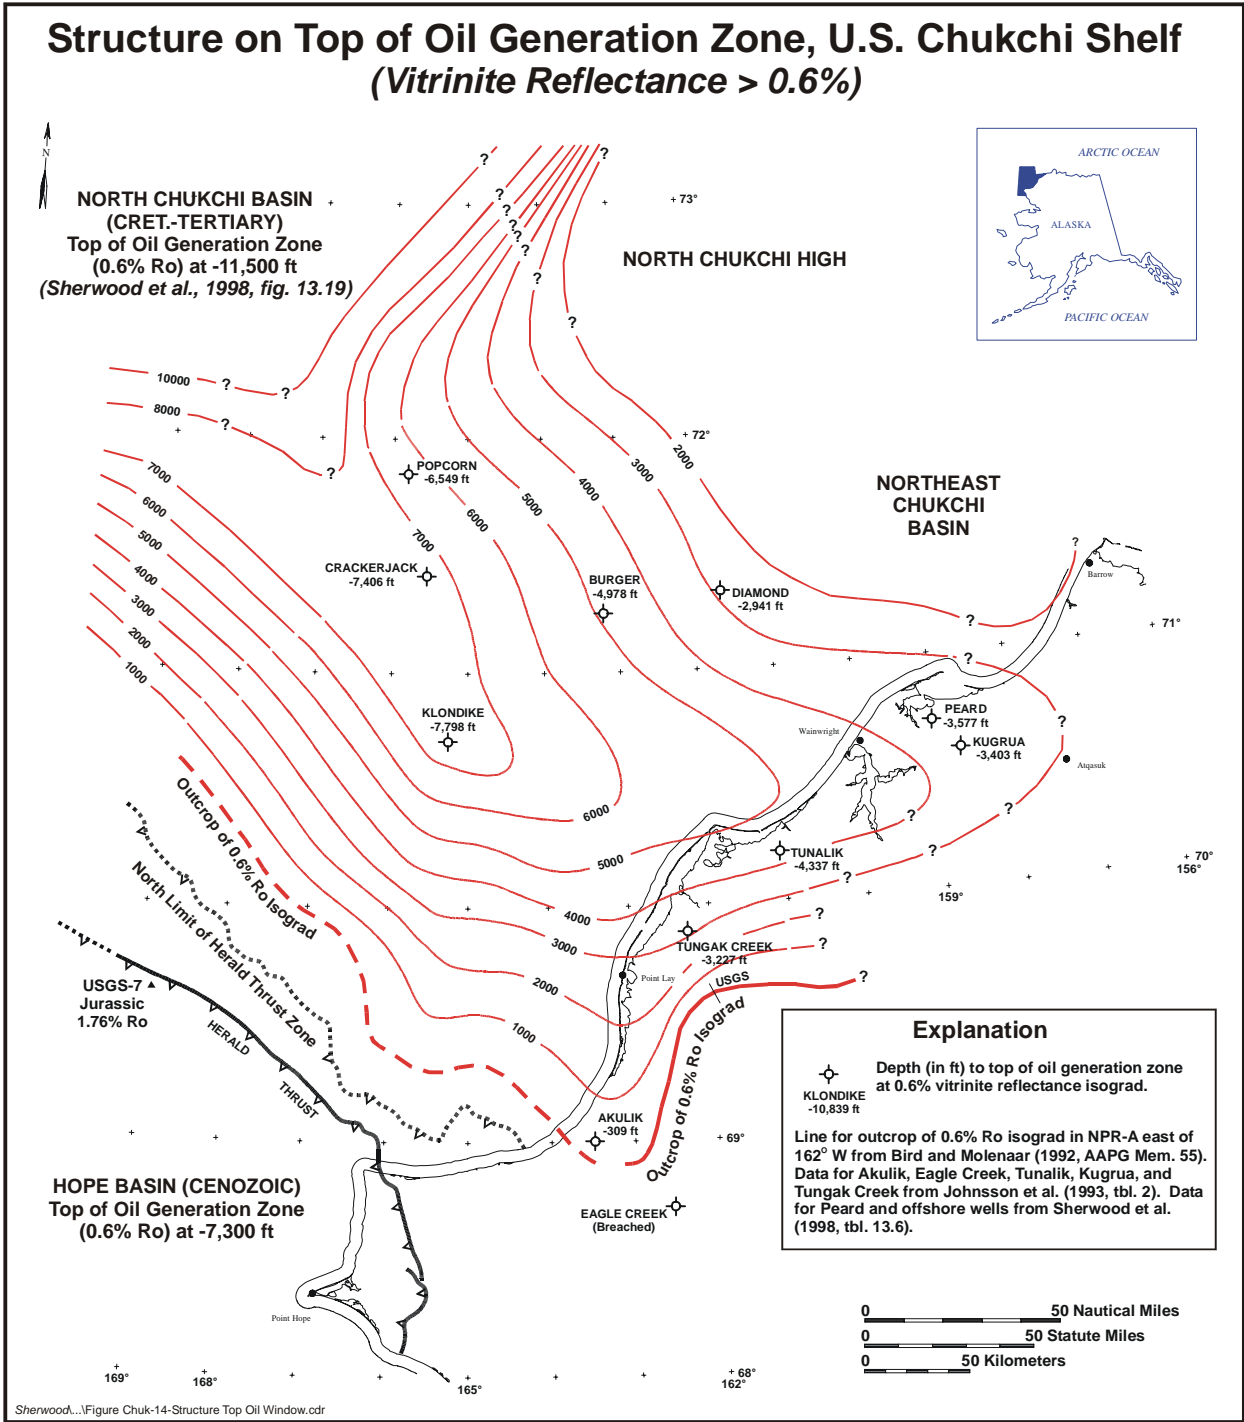 Structure on Top of Oil Generation Zone, U.S. Chukchi Shelf
(Vitrinite Reflectance > 0.6%)
N
NORTH CHUKCHI BASIN
(CRET.-TERTIARY)
Top of Oil Generation Zone
(0.6% Ro) at -11,500 ft
(Sherwood et al., 1998, fig. 13.19)
?
?
?
?
?
?
?
?
?
73°
NORTH CHUKCHI HIGH
ARCTIC OCEAN
ALASKA
PACIFIC OCEAN
10000
?
?
8000
?
?
72°
2000
3000
4000
5000
6000
7000
7000
6000
5000
4000
3000
2000
1000
POPCORN
-6,549 ft
CRACKERJACK
-7,406 ft
BURGER
-4,978 ft
DIAMOND
-2,941 ft
NORTHEAST
CHUKCHI
BASIN
?
Barrow
?
71°
?
KLONDIKE
-7,798 ft
Wainwright
PEARD
-3,577 ft
?
KUGRUA
-3,403 ft
Atqasuk
6000
5000
4000
3000
2000
1000
?
?
?
?
?
?
?
TUNALIK
-4,337 ft
70°
156°
159°
TUNGAK CREEK
-3,227 ft
Point Lay
USGS
Outcrop of 0.6% Ro Isograd
Outcrop of 0.6% Ro Isograd
North Limit of Herald Thrust Zone
USGS-7
Jurassic
1.76% Ro
HERALD
THRUST
AKULIK
-309 ft
69°
EAGLE CREEK
(Breached)
HOPE BASIN (CENOZOIC)
Top of Oil Generation Zone
(0.6% Ro) at -7,300 ft
Point Hope
Explanation
KLONDIKE
-10,839 ft
Depth (in ft) to top of oil generation zone
at 0.6% vitrinite reflectance isograd.
Line for outcrop of 0.6% Ro isograd in NPR-A east of
162° W from Bird and Molenaar (1992, AAPG Mem. 55).
Data for Akulik, Eagle Creek, Tunalik, Kugrua, and
Tungak Creek from Johnsson et al. (1993, tbl. 2). Data
for Peard and offshore wells from Sherwood et al.
(1998, tbl. 13.6).
0 50 Nautical Miles
0 50 Statute Miles
0 50 Kilometers
169°
168°
165°
68°
162°
Sherwood\...\Figure Chuk-14-Structure Top Oil Window.cdr